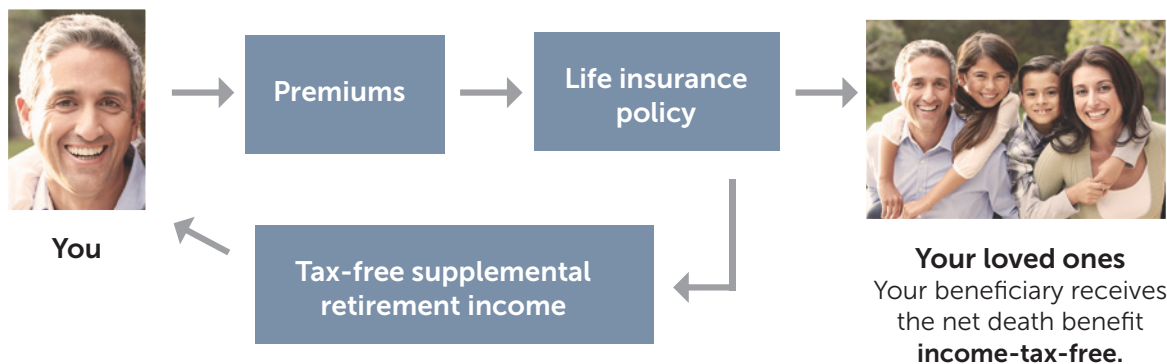 Premiums
Life insurance
policy
You
Tax-free supplemental
retirement income
Your loved ones
Your beneficiary receives
the net death benefit
income-tax-free.